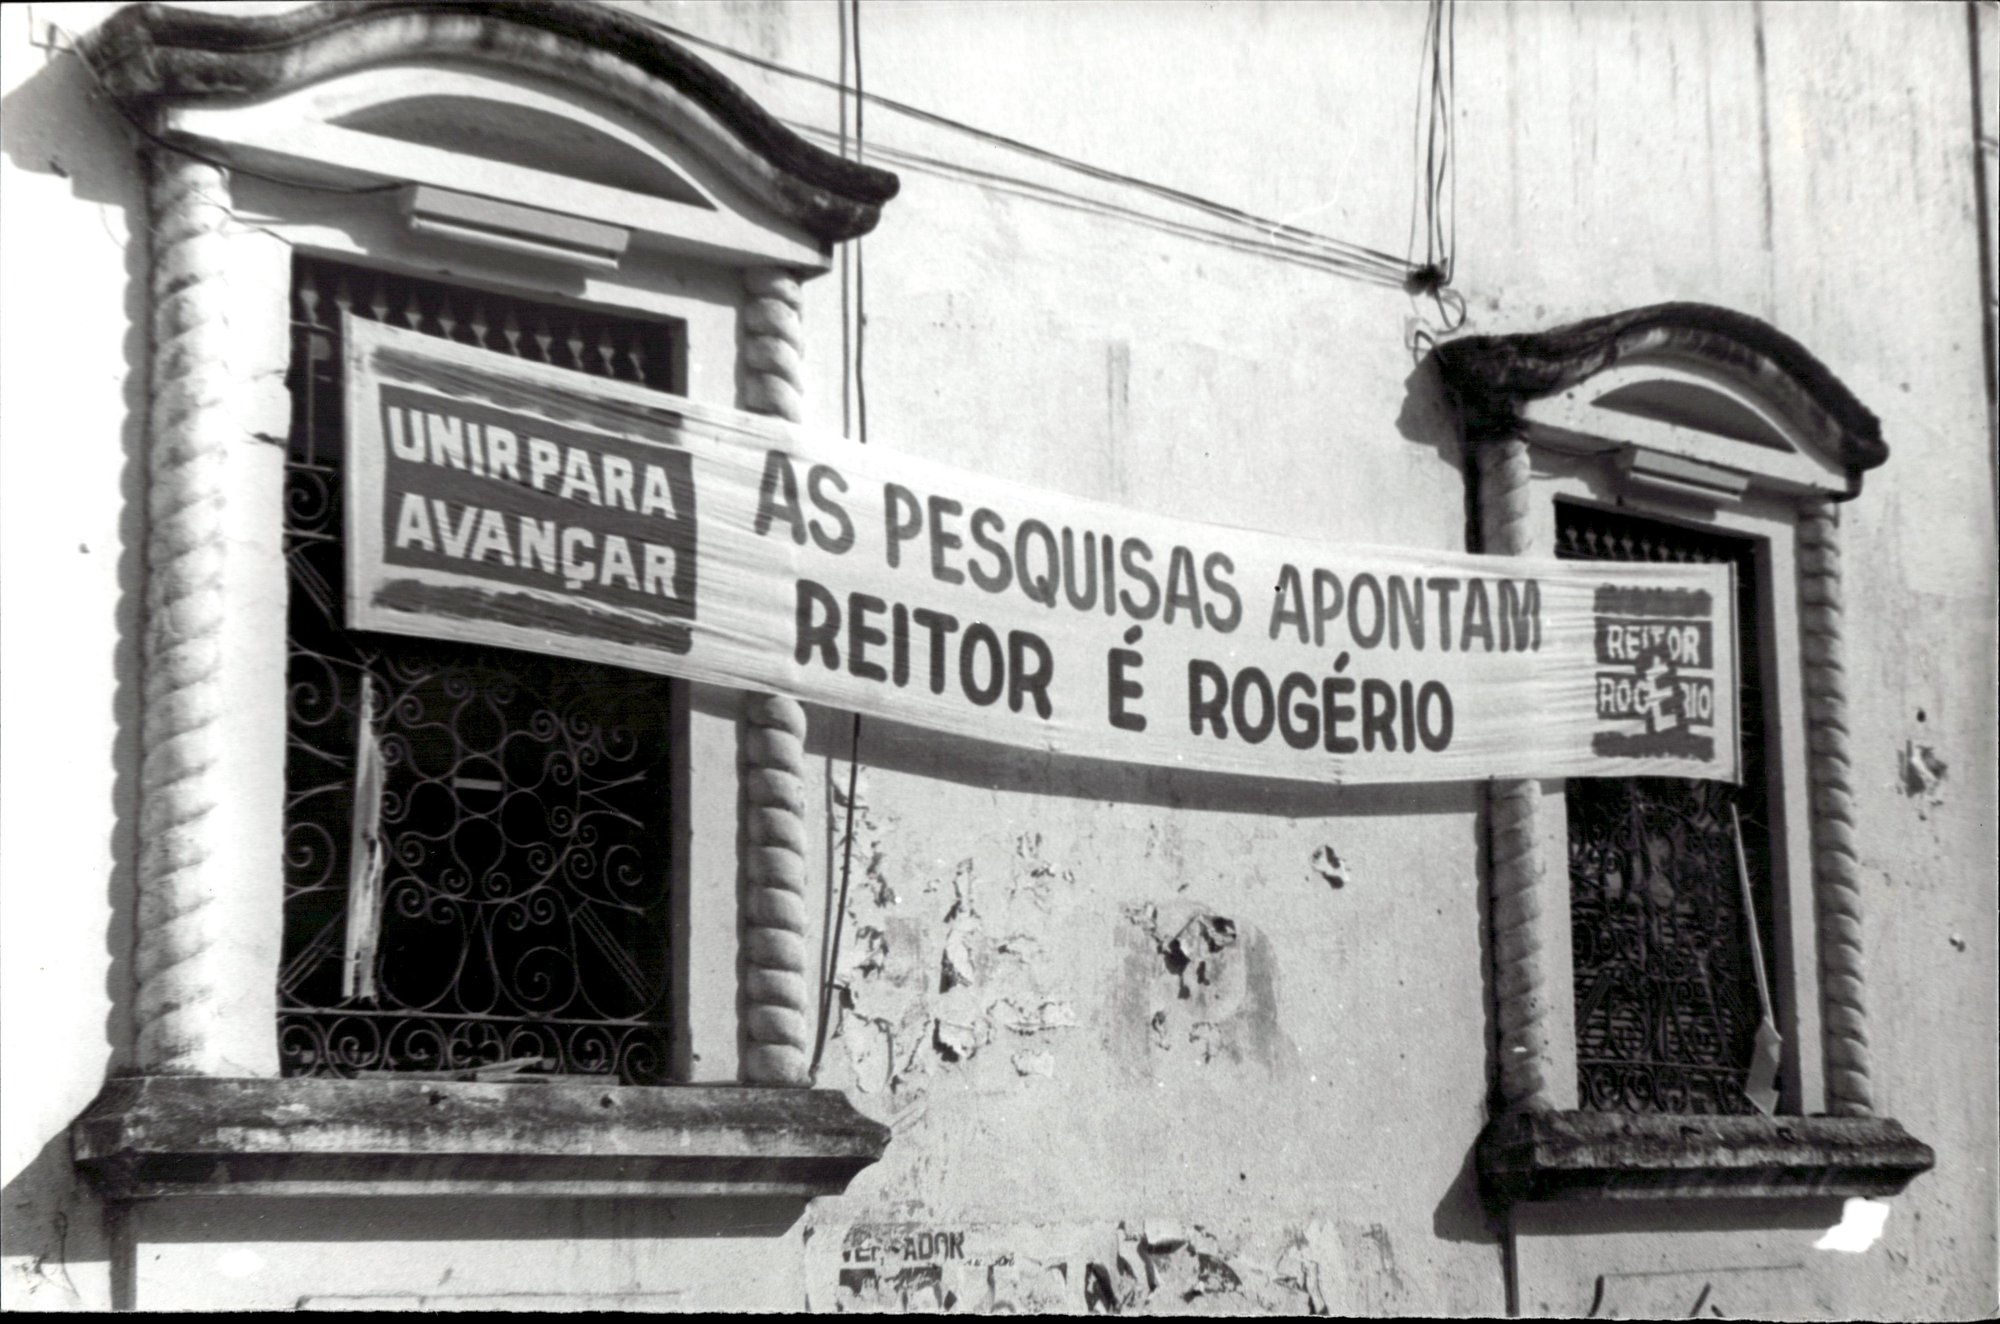 UNIR PARA
AVANÇAR
AS PESQUISAS APONTAM
REITOR É ROGÉRIO
REITOR
É
ROGÉRIO